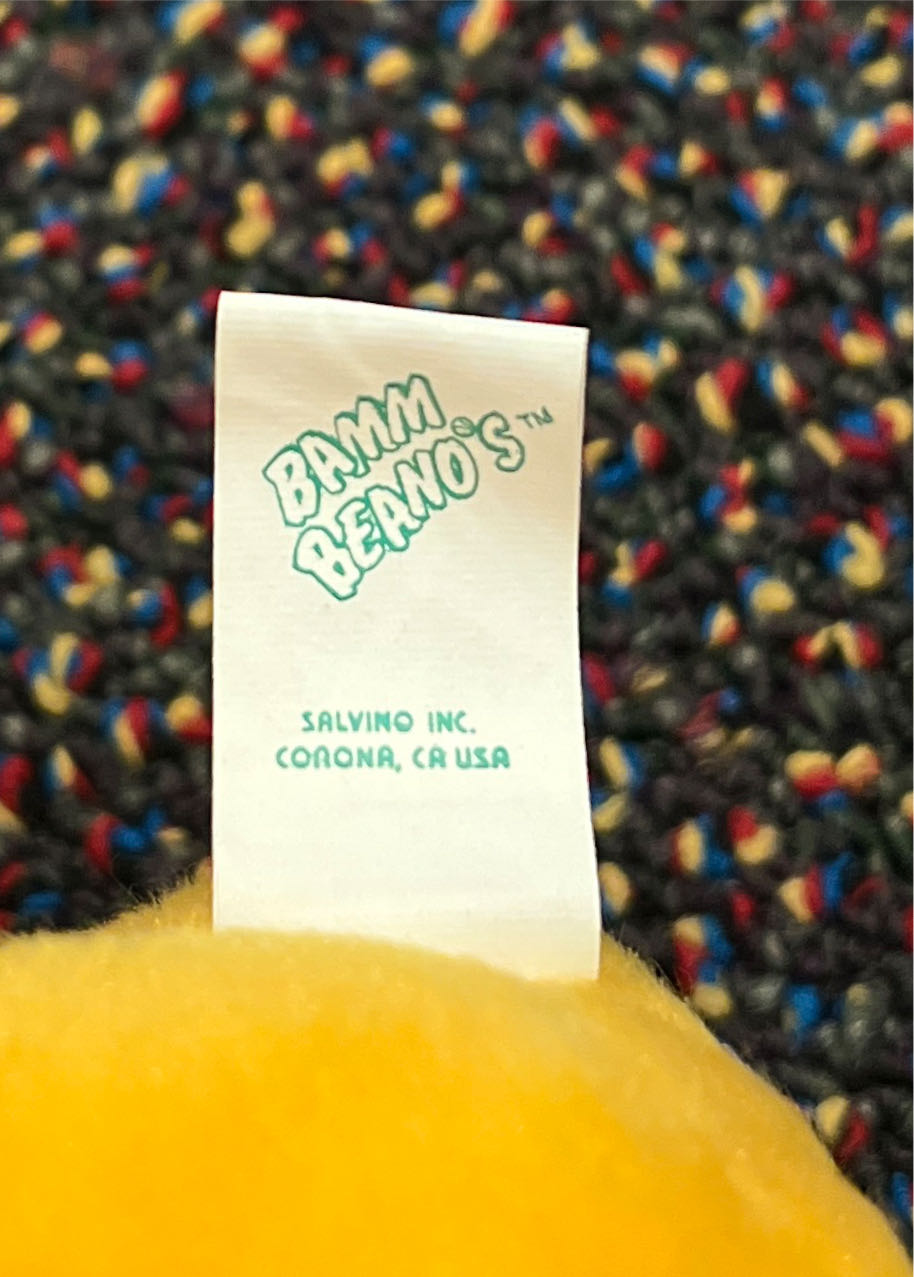 BAMM
BEANO'S™
SALVINO INC.
CORONA, CA USA